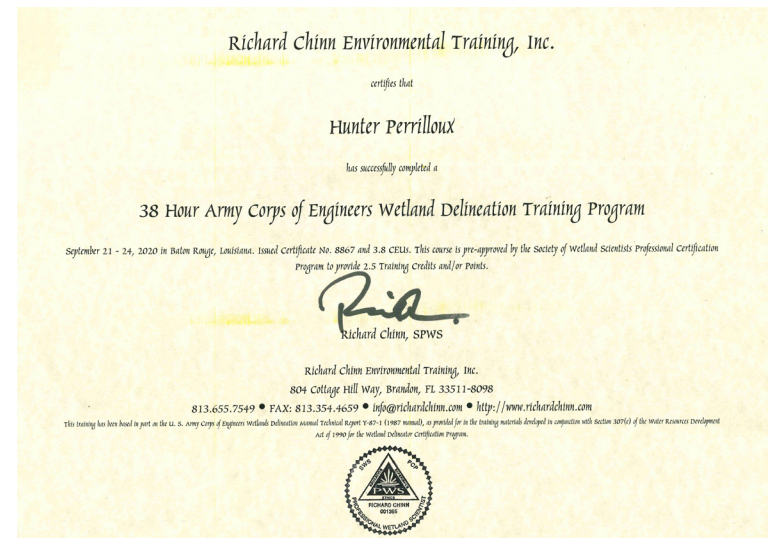 Richard Chinn Environmental Training, Inc.
certifies that
Hunter Perrilloux
has successfully completed a
38 Hour Army Corps of Engineers Wetland Delineation Training Program
September 21 - 24, 2020 in Baton Rouge, Louisiana. Issued Certificate No. 8867 and 3.8 CEUs. This course is pre-approved by the Society of Wetland Scientists Professional Certification
Program to provide 2.5 Training Credits and/or Points.
Richard Chinn, SPWS
Richard Chinn Environmental Training, Inc.
804 Cottage Hill Way, Brandon, FL 33511-8098
813.655.7549 ● FAX: 813.354.4659 ● info@richardchinn.com ● http://www.richardchinn.com
This training has been based in part on the U. S. Army Corps of Engineers Wetlands Delineation Manual Technical Report Y-87-1 (1987 manual), as provided for in the training materials developed in conjunction with Section 307(e) of the Water Resources Development
Act of 1990 for the Wetland Delineator Certification Program.
SWS PCP
PWS
RICHARD CHINN
001365
PROFESSIONAL WETLAND SCIENTIST